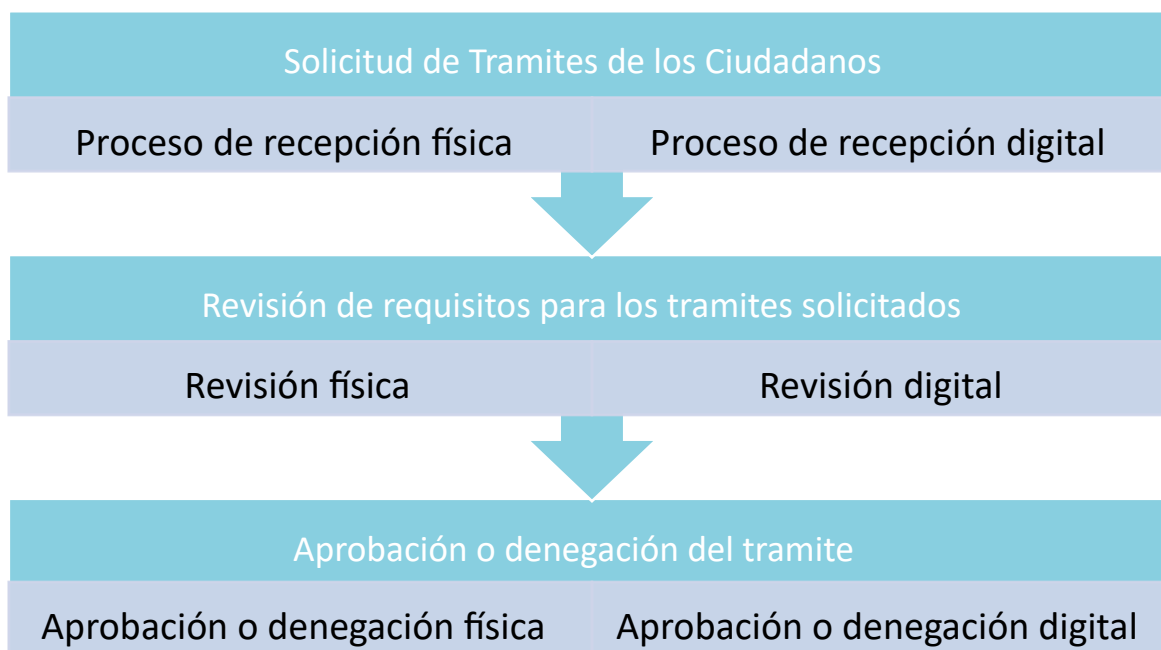 Solicitud de Tramites de los Ciudadanos
Proceso de recepción física
Proceso de recepción digital
Revisión de requisitos para los tramites solicitados
Revisión física
Revisión digital
Aprobación o denegación del tramite
Aprobación o denegación física
Aprobación o denegación digital